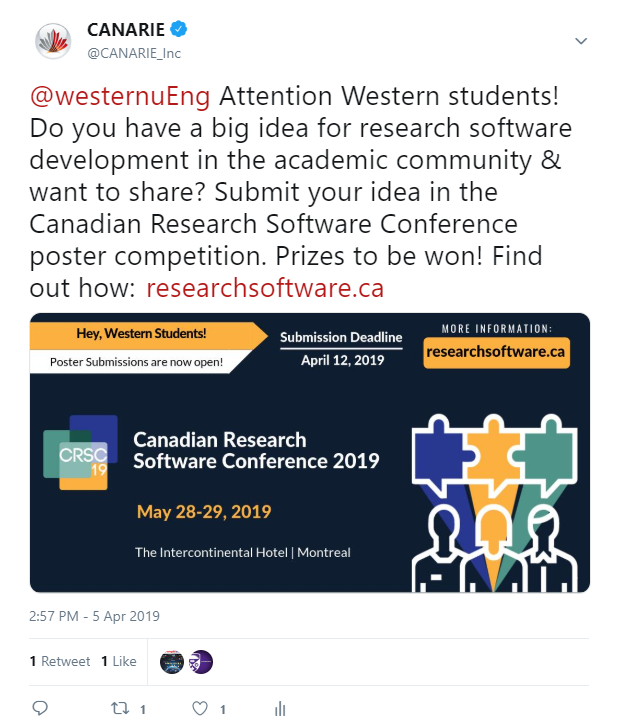 CANARIE
@CANARIE_Inc
@westernuEng Attention Western students!
Do you have a big idea for research software
development in the academic community &
want to share? Submit your idea in the
Canadian Research Software Conference
poster competition. Prizes to be won! Find
out how: researchsoftware.ca
Hey, Western Students!
Poster Submissions are now open!
Submission Deadline
April 12, 2019
MORE INFORMATION:
researchsoftware.ca
CRSC
19
Canadian Research
Software Conference 2019
May 28-29, 2019
The Intercontinental Hotel | Montreal
2:57 PM - 5 Apr 2019
1 Retweet 1 Like
1 1